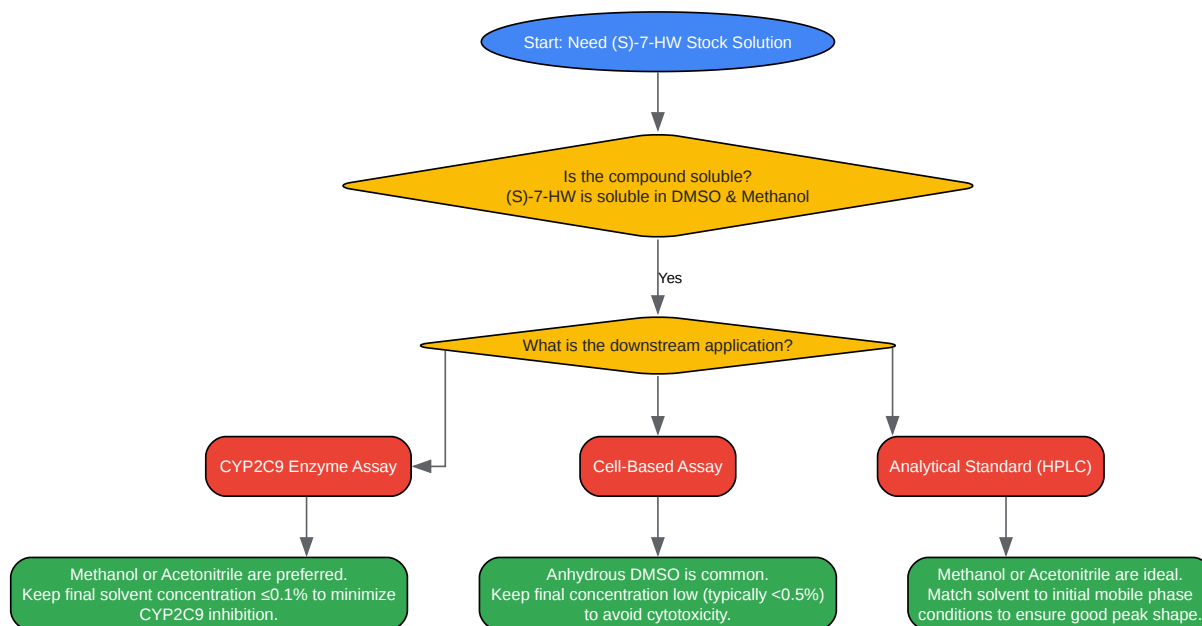 Start: Need (S)-7-HW Stock Solution
Is the compound soluble?
(S)-7-HW is soluble in DMSO & Methanol
Yes
What is the downstream application?
CYP2C9 Enzyme Assay
Cell-Based Assay
Analytical Standard (HPLC)
Methanol or Acetonitrile are preferred.
Keep final solvent concentration ≤0.1% to minimize
CYP2C9 inhibition.
Anhydrous DMSO is common.
Keep final concentration low (typically <0.5%)
to avoid cytotoxicity.
Methanol or Acetonitrile are ideal.
Match solvent to initial mobile phase
conditions to ensure good peak shape.